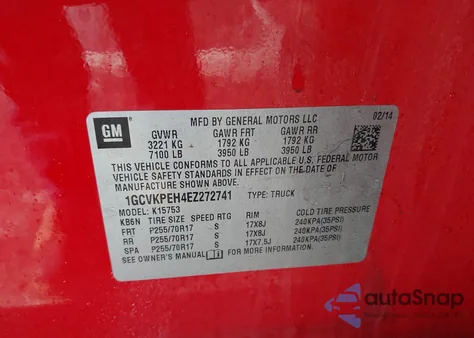 GM
MFD BY GENERAL MOTORS LLC
02/14
GVWR GAWR FRT GAWR RR
3221 KG 1792 KG 1792 KG
7100 LB 3950 LB 3950 LB
THIS VEHICLE CONFORMS TO ALL APPLICABLE U.S. FEDERAL MOTOR
VEHICLE SAFETY STANDARDS IN EFFECT ON THE DATE OF
MANUFACTURE SHOWN ABOVE.
1GCVKPEH4EZ272741 TYPE: TRUCK
MODEL: K15753
KB6N TIRE SIZE SPEED RTG RIM COLD TIRE PRESSURE
FRT P255/70R17 S 17X8J 240KPA(35PSI)
RR P255/70R17 S 17X8J 240KPA(35PSI)
SPA P255/70R17 S 17X7.5J 240KPA(35PSI)
SEE OWNER'S MANUAL FOR ADDITIONAL INFORMATION.
autoSnap